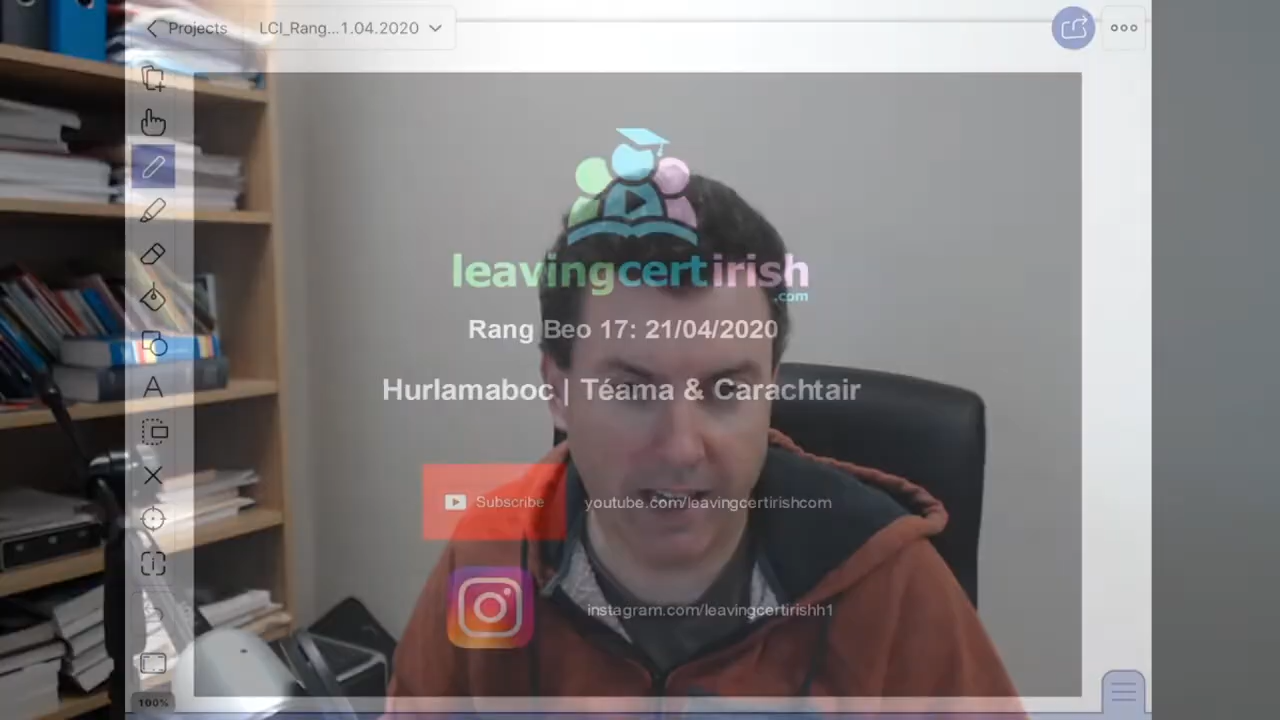 Projects
LCI_Rang...1.04.2020
leavingcertirish
.com
Rang Beo 17: 21/04/2020
Hurlamaboc | Téama & Carachtair
Subscribe
youtube.com/leavingcertirishcom
instagram.com/leavingcertirishh1
A
100%